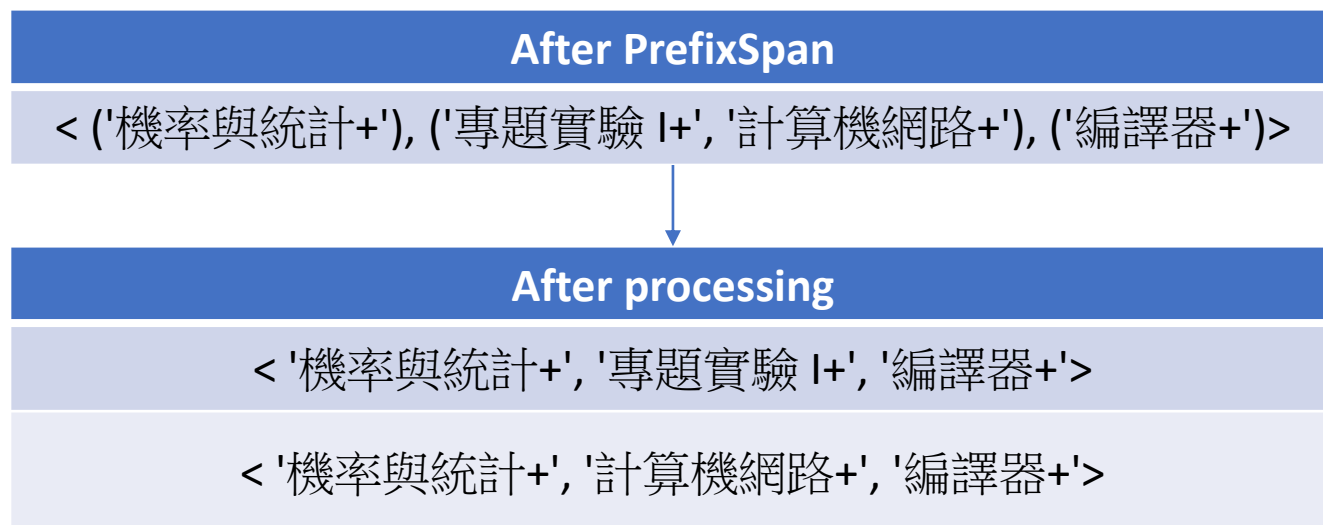 After PrefixSpan
< ('機率與統計+'), ('專題實驗 I+', '計算機網路+'), ('編譯器+')>
After processing
< '機率與統計+', '專題實驗 I+', '編譯器+'>
< '機率與統計+', '計算機網路+', '編譯器+'>